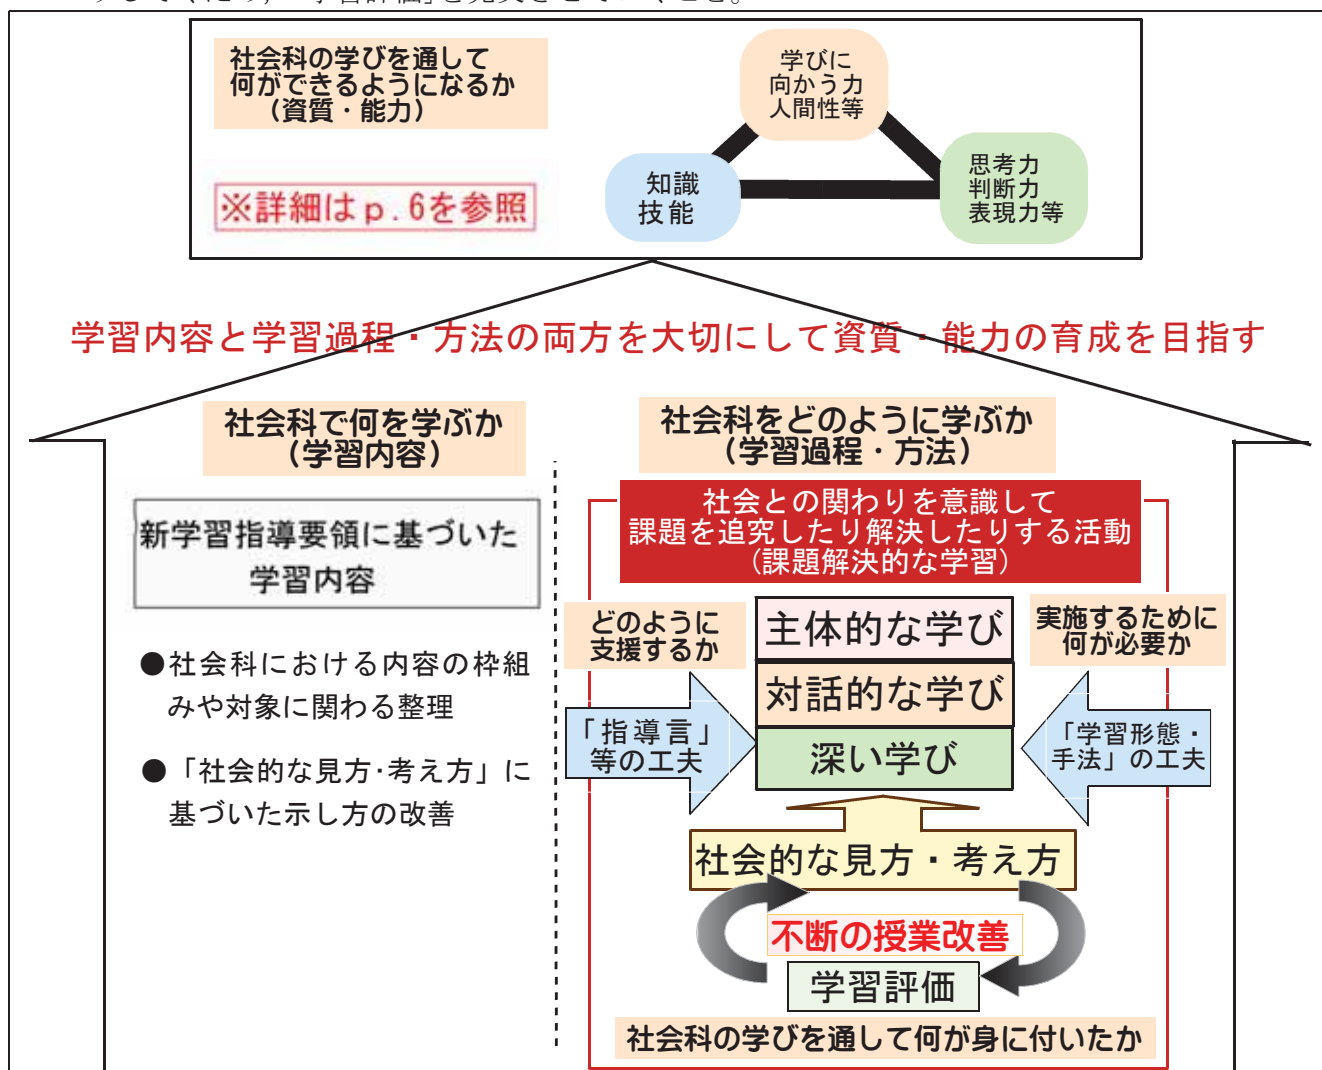 社会科の学びを通して
何ができるようになるか
（資質・能力）
※詳細はｐ.6を参照
学びに
向かう力
人間性等
知識
技能
思考力
判断力
表現力等
学習内容と学習過程・方法の両方を大切にして資質・能力の育成を目指す
社会科で何を学ぶか
（学習内容）
新学習指導要領に基づいた
学習内容
●社会科における内容の枠組
みや対象に関わる整理
●「社会的な見方･考え方」に
基づいた示し方の改善
社会科をどのように学ぶか
（学習過程・方法）
社会との関わりを意識して
課題を追究したり解決したりする活動
（課題解決的な学習）
どのように
支援するか
主体的な学び
対話的な学び
深い学び
実施するために
何が必要か
「指導言」
等の工夫
「学習形態・
手法」の工夫
社会的な見方・考え方
不断の授業改善
学習評価
社会科の学びを通して何が身に付いたか